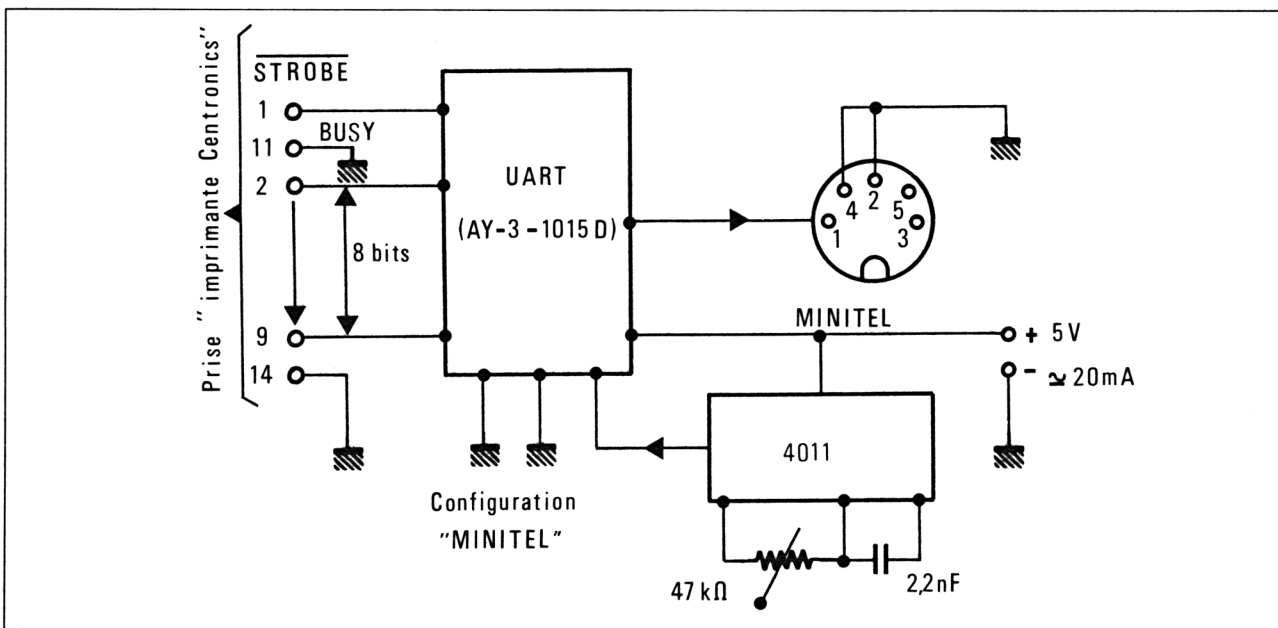 Prise "imprimante Centronics"
STROBE
1
11 BUSY
2
8 bits
9
14
UART
(AY-3-1015D)
Configuration
"MINITEL"
1 4 2 5 3
MINITEL
+ 5V
- ≃ 20mA
4011
47 kΩ
2,2nF